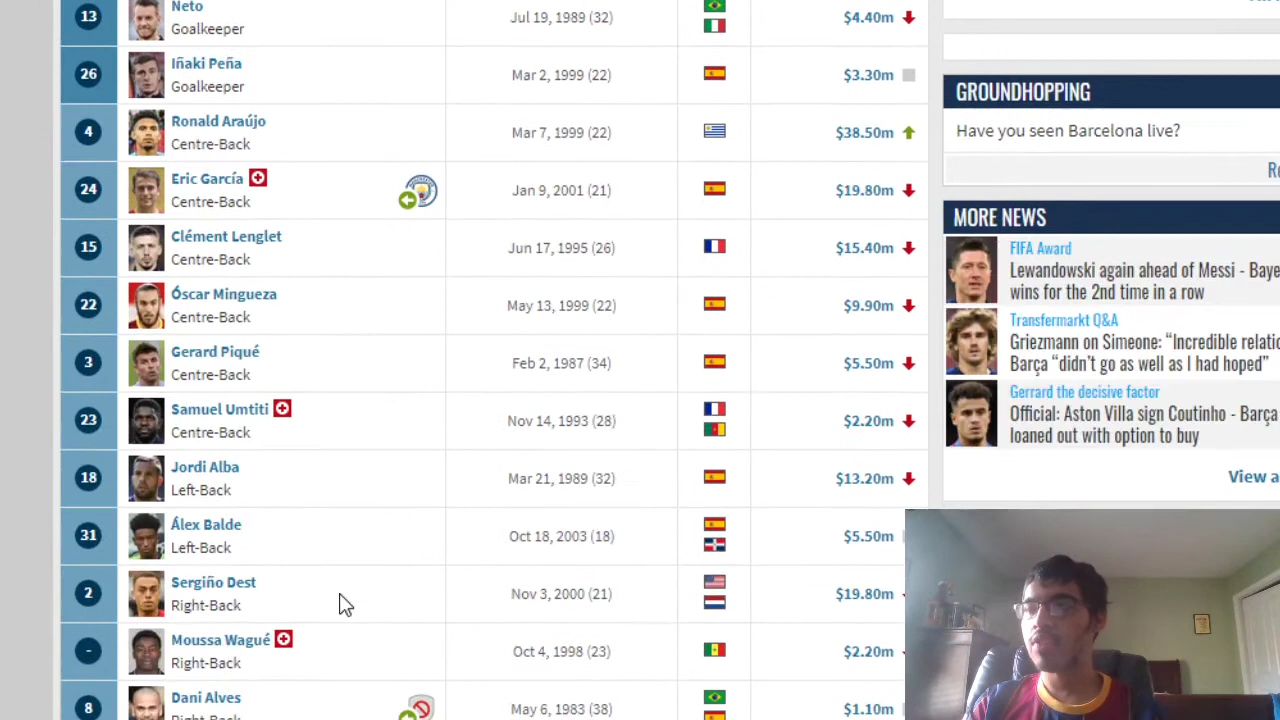 13
Neto
Goalkeeper
Jul 19, 1989 (32)
$4.40m
26
Iñaki Peña
Goalkeeper
Mar 2, 1999 (22)
$3.30m
4
Ronald Araújo
Centre-Back
Mar 7, 1999 (22)
$38.50m
24
Eric García
Centre-Back
Jan 9, 2001 (21)
$19.80m
15
Clément Lenglet
Centre-Back
Jun 17, 1995 (26)
$15.40m
22
Óscar Mingueza
Centre-Back
May 13, 1999 (22)
$9.90m
3
Gerard Piqué
Centre-Back
Feb 2, 1987 (34)
$5.50m
23
Samuel Umtiti
Centre-Back
Nov 14, 1993 (28)
$2.20m
18
Jordi Alba
Left-Back
Mar 21, 1989 (32)
$13.20m
31
Álex Balde
Left-Back
Oct 18, 2003 (18)
$5.50m
2
Sergiño Dest
Right-Back
Nov 3, 2000 (21)
$19.80m
-
Moussa Wagué
Right-Back
Oct 4, 1998 (23)
$2.20m
8
Dani Alves
Right-Back
May 6, 1983 (38)
$1.10m
GROUNDHOPPING
Have you seen Barcelona live?
MORE NEWS
FIFA Award
Lewandowski again ahead of Messi - Baye
wins for the 2nd time in a row
Transfermarkt Q&A
Griezmann on Simeone: “Incredible relati
Barça “didn't go as well as I had hoped”
Gerrard the decisive factor
Official: Aston Villa sign Coutinho - Barça
loaned out with option to buy
View a